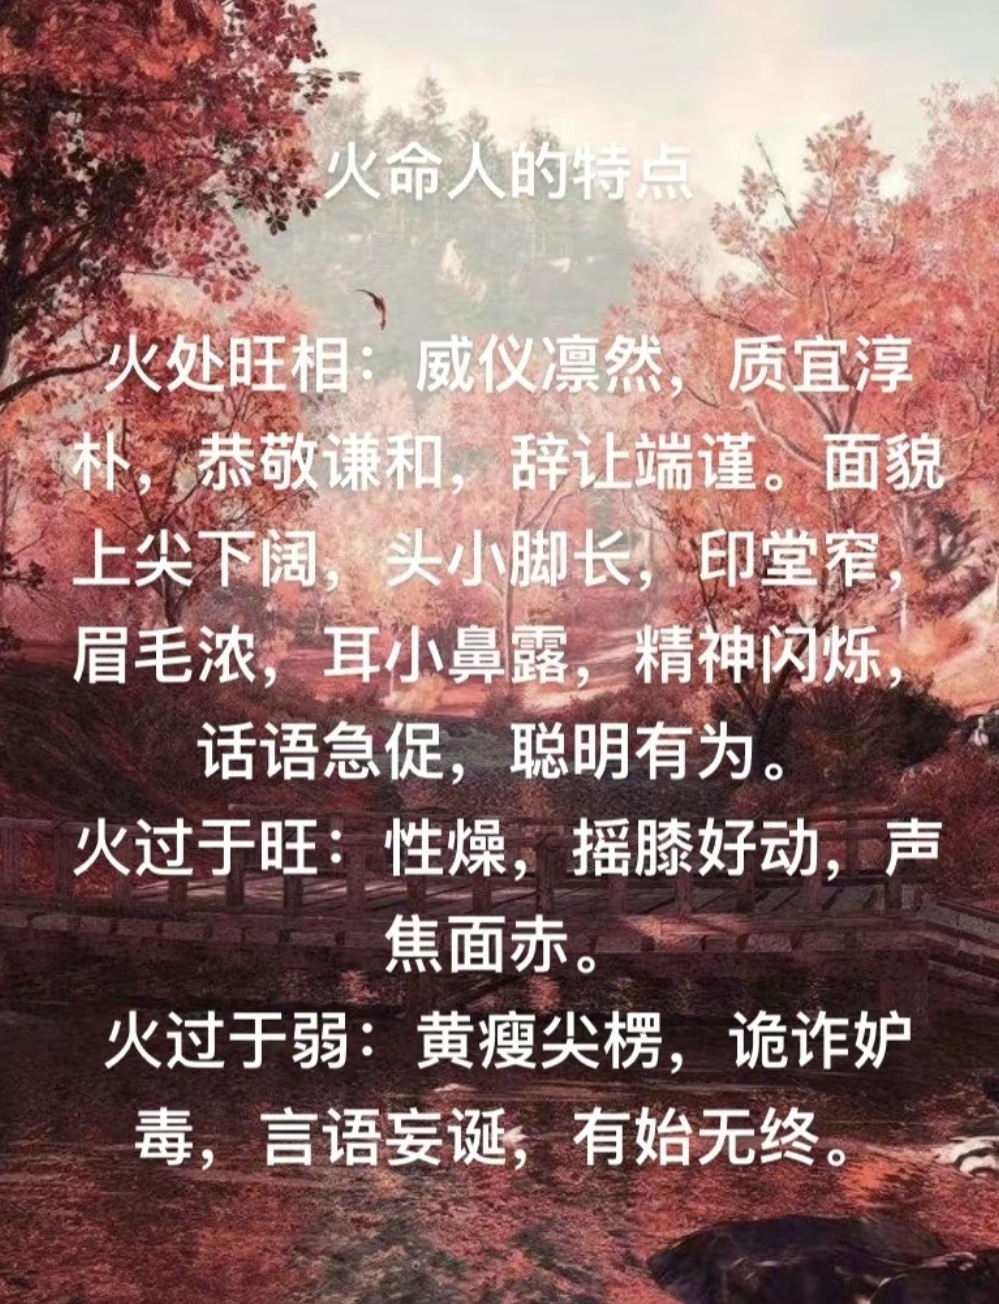 火命人的特点
火处旺相：威仪凛然，质宜淳
朴，恭敬谦和，辞让端谨。面貌
上尖下阔，头小脚长，印堂窄，
眉毛浓，耳小鼻露，精神闪烁，
话语急促，聪明有为。
火过于旺：性燥，摇膝好动，声
焦面赤。
火过于弱：黄瘦尖楞，诡诈妒
毒，言语妄诞，有始无终。